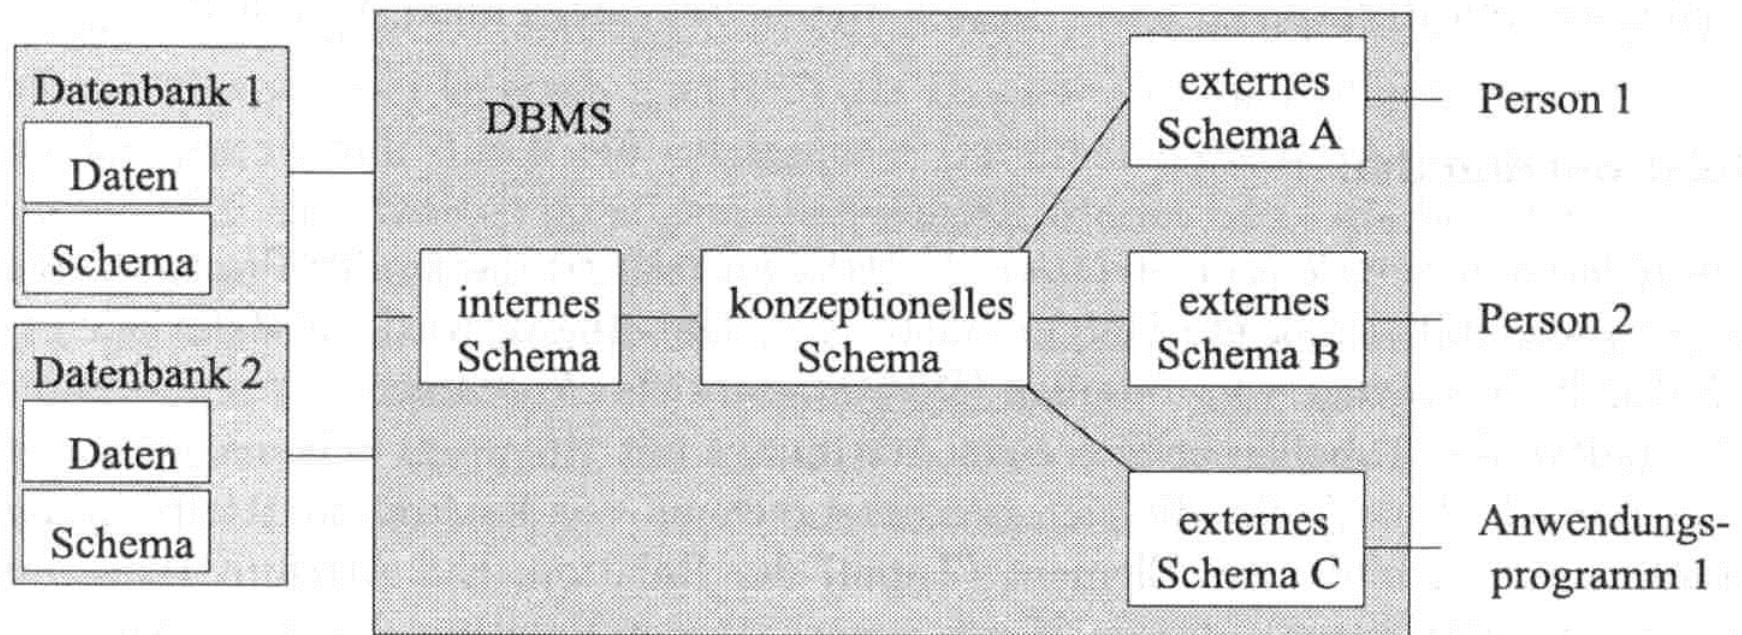 Datenbank 1
Daten
Schema
Datenbank 2
Daten
Schema
DBMS
internes
Schema
konzeptionelles
Schema
externes
Schema A
externes
Schema B
externes
Schema C
Person 1
Person 2
Anwendungs-
programm 1